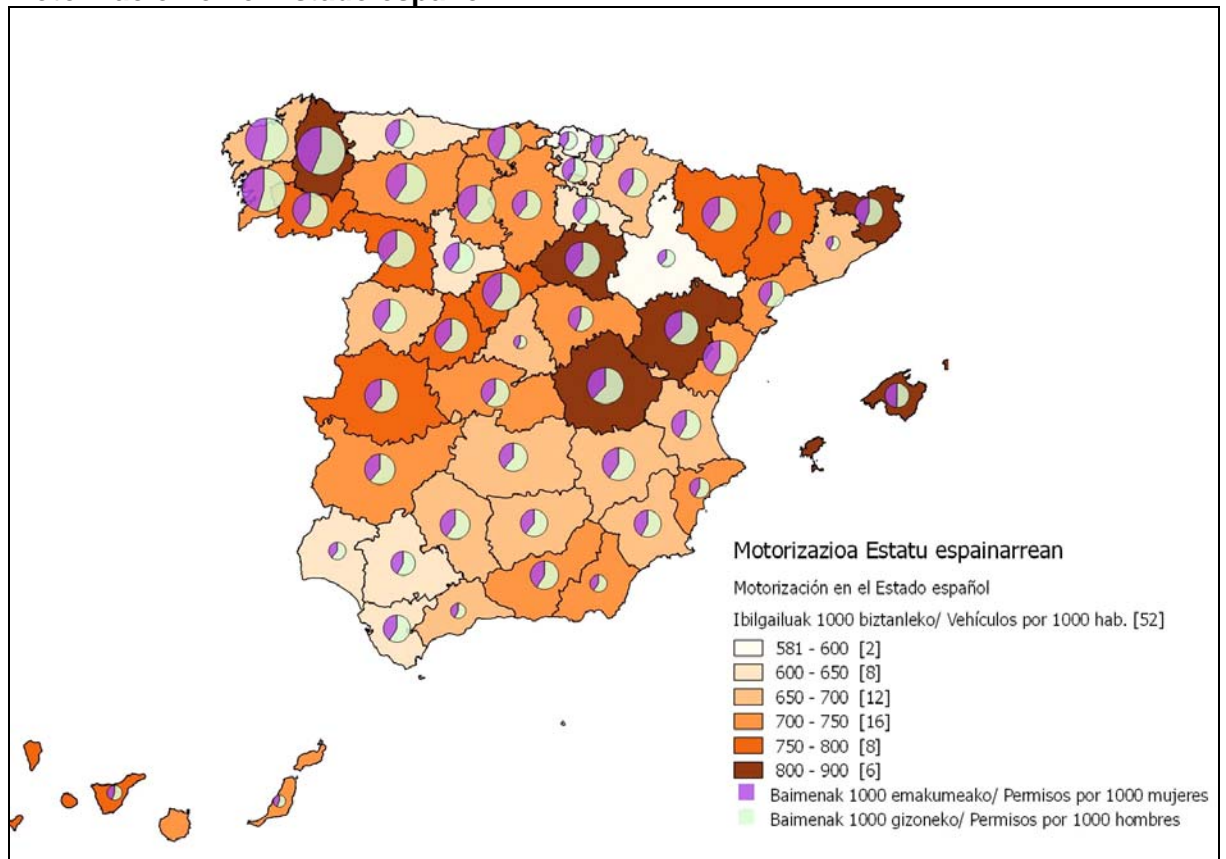 Motorizazioa Estatu espainarrean
Motorización en el Estado español
Ibilgailuak 1000 biztanleko/ Vehículos por 1000 hab. [52]
581 - 600 [2]
600 - 650 [8]
650 - 700 [12]
700 - 750 [16]
750 - 800 [8]
800 - 900 [6]
Baimenak 1000 emakumeako/ Permisos por 1000 mujeres
Baimenak 1000 gizoneko/ Permisos por 1000 hombres